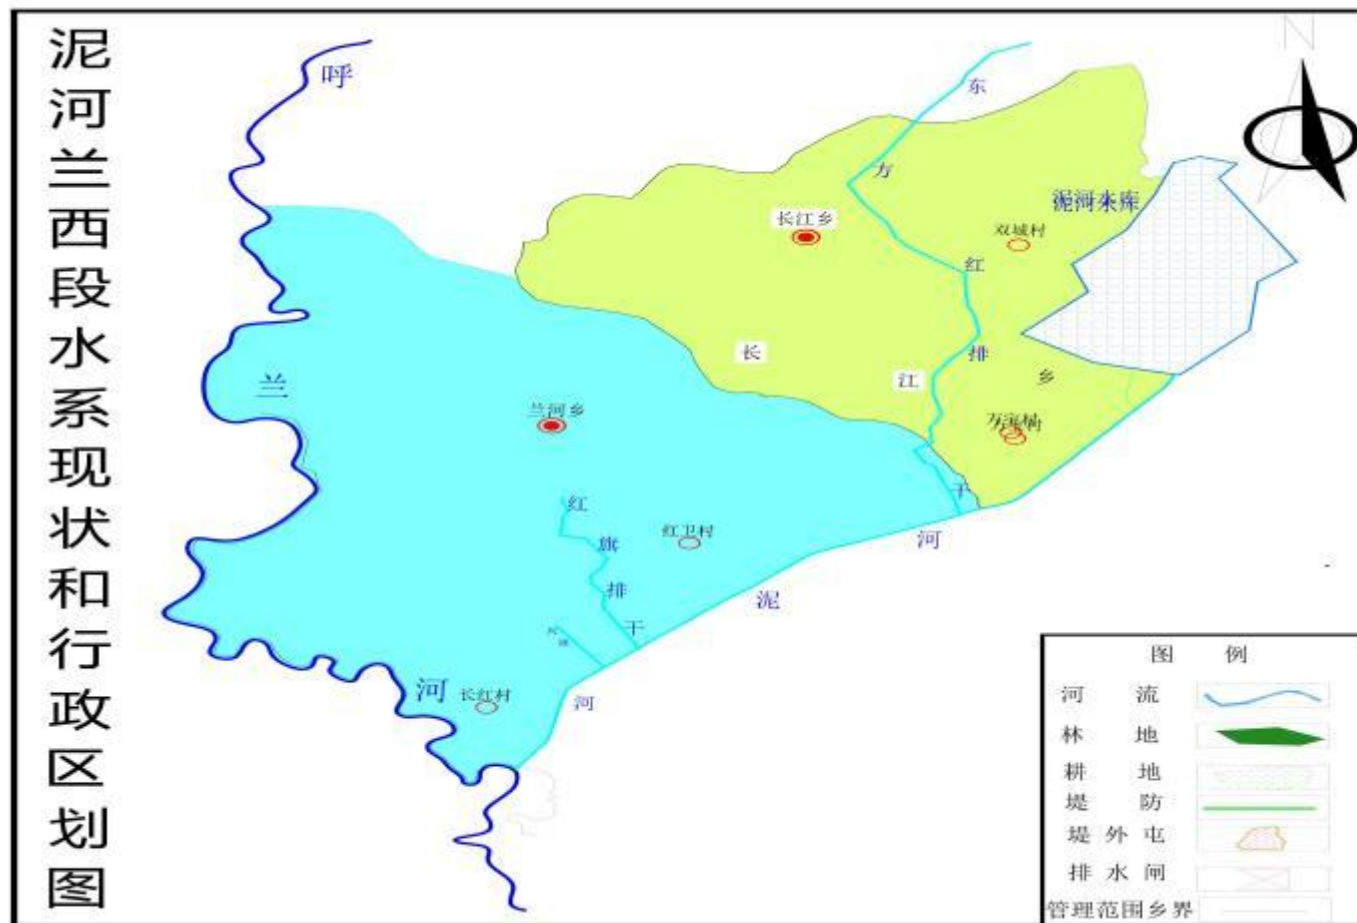 泥河兰西段水系现状和行政区划图
N
呼
兰
河
东
方
红
排
干
泥河水库
双城村
长江乡
长
江
乡
万宝村
兰河乡
红
旗
排
干
红卫村
长红村
河
泥
河
图 例
河 流
林 地
耕 地
堤 防
堤 外 屯
排 水 闸
管理范围乡界